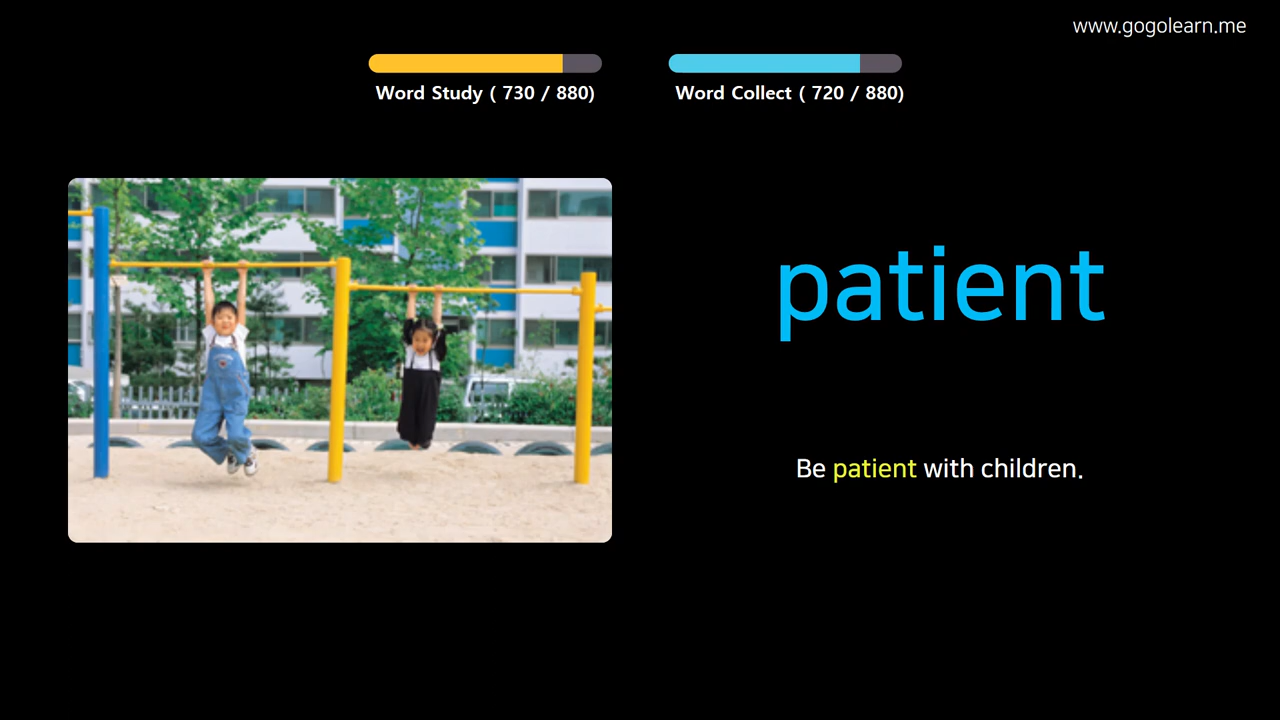 www.gogolearn.me
Word Study ( 730 / 880)
Word Collect ( 720 / 880)
patient
Be patient with children.